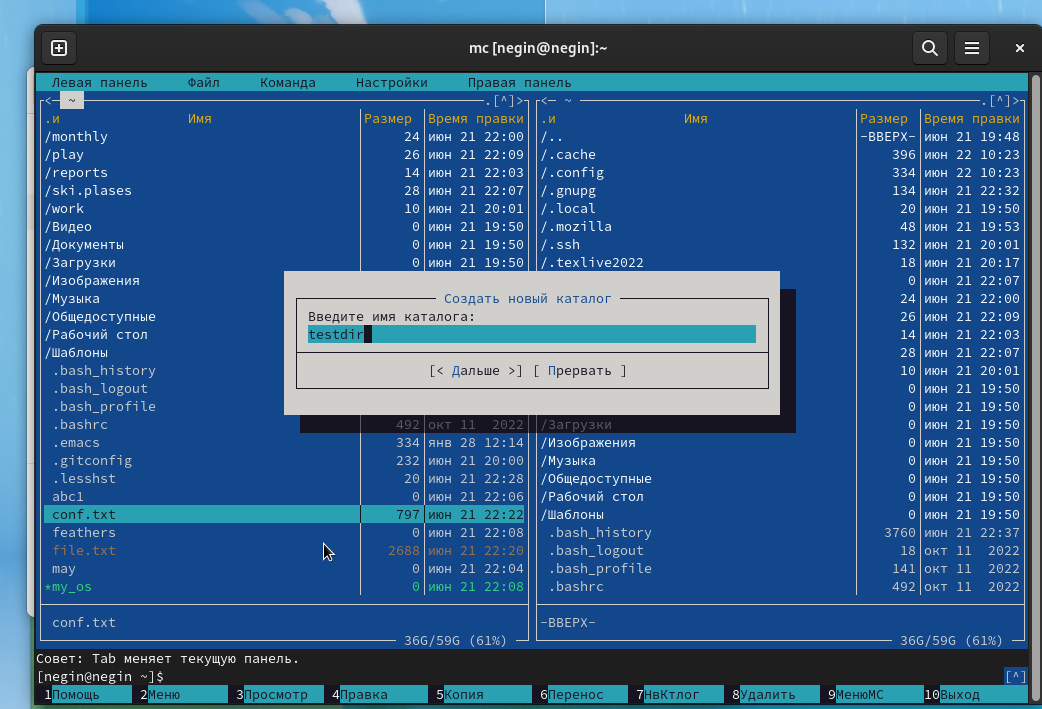 mc [negin@negin]:~
Левая панель Файл Команда Настройки Правая панель
<─ ~ .[^]> <─ ~ .[^]>
.и Имя Размер Время правки .и Имя Размер Время правки
/monthly 24 июн 21 22:00 /.. -ВВЕРХ- июн 21 19:48
/play 26 июн 21 22:09 /.cache 396 июн 22 10:23
/reports 14 июн 21 22:03 /.config 334 июн 22 10:23
/ski.plases 28 июн 21 22:07 /.gnupg 134 июн 21 22:32
/work 10 июн 21 20:01 /.local 20 июн 21 19:50
/Видео 0 июн 21 19:50 /.mozilla 48 июн 21 19:53
/Документы 0 июн 21 19:50 /.ssh 132 июн 21 20:01
/Загрузки 0 июн 21 19:50 /.texlive2022 18 июн 21 20:17
/Изображения 0 июн 21 22:07
/Музыка Создать новый каталог 24 июн 21 22:00
/Общедоступные Введите имя каталога: 26 июн 21 22:09
/Рабочий стол testdir 14 июн 21 22:03
/Шаблоны 28 июн 21 22:07
.bash_history [< Дальше >] [ Прервать ] 10 июн 21 20:01
.bash_logout 0 июн 21 19:50
.bash_profile 0 июн 21 19:50
.bashrc 492 окт 11 2022 /Загрузки 0 июн 21 19:50
.emacs 334 янв 28 12:14 /Изображения 0 июн 21 19:50
.gitconfig 232 июн 21 20:00 /Музыка 0 июн 21 19:50
.lesshst 20 июн 21 22:28 /Общедоступные 0 июн 21 19:50
abc1 0 июн 21 22:06 /Рабочий стол 0 июн 21 19:50
conf.txt 797 июн 21 22:22 /Шаблоны 0 июн 21 19:50
feathers 0 июн 21 22:08 .bash_history 3760 июн 21 22:37
file.txt 2688 июн 21 22:20 .bash_logout 18 окт 11 2022
may 0 июн 21 22:04 .bash_profile 141 окт 11 2022
*my_os 0 июн 21 22:08 .bashrc 492 окт 11 2022
conf.txt -ВВЕРХ-
36G/59G (61%) 36G/59G (61%)
Совет: Tab меняет текущую панель.
[negin@negin ~]$ [^]
1Помощь 2Меню 3Просмотр 4Правка 5Копия 6Перенос 7НвКтлог 8Удалить 9МенюМС 10Выход